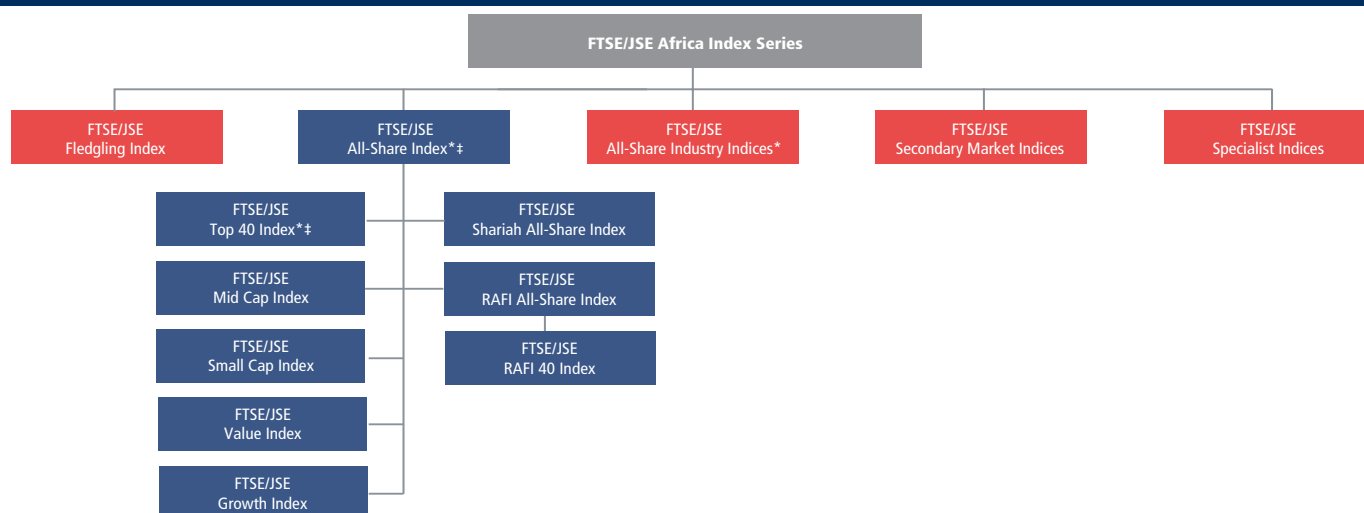 FTSE/JSE Africa Index Series
FTSE/JSE
Fledgling Index
FTSE/JSE
All-Share Index*‡
FTSE/JSE
All-Share Industry Indices*
FTSE/JSE
Secondary Market Indices
FTSE/JSE
Specialist Indices
FTSE/JSE
Top 40 Index*‡
FTSE/JSE
Shariah All-Share Index
FTSE/JSE
Mid Cap Index
FTSE/JSE
RAFI All-Share Index
FTSE/JSE
Small Cap Index
FTSE/JSE
RAFI 40 Index
FTSE/JSE
Value Index
FTSE/JSE
Growth Index